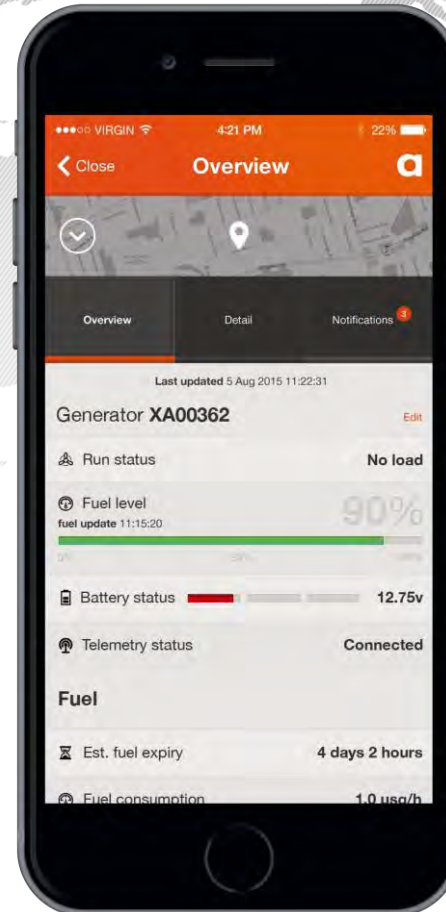 VIRGIN 4:21 PM 22%
Close Overview a
Overview Detail Notifications 3
Last updated 5 Aug 2015 11:22:31
Generator XA00362 Edit
Run status No load
Fuel level 90%
fuel update 11:15:20
Battery status 12.75v
Telemetry status Connected
Fuel
Est. fuel expiry 4 days 2 hours
Fuel consumption 1.0 usg/h